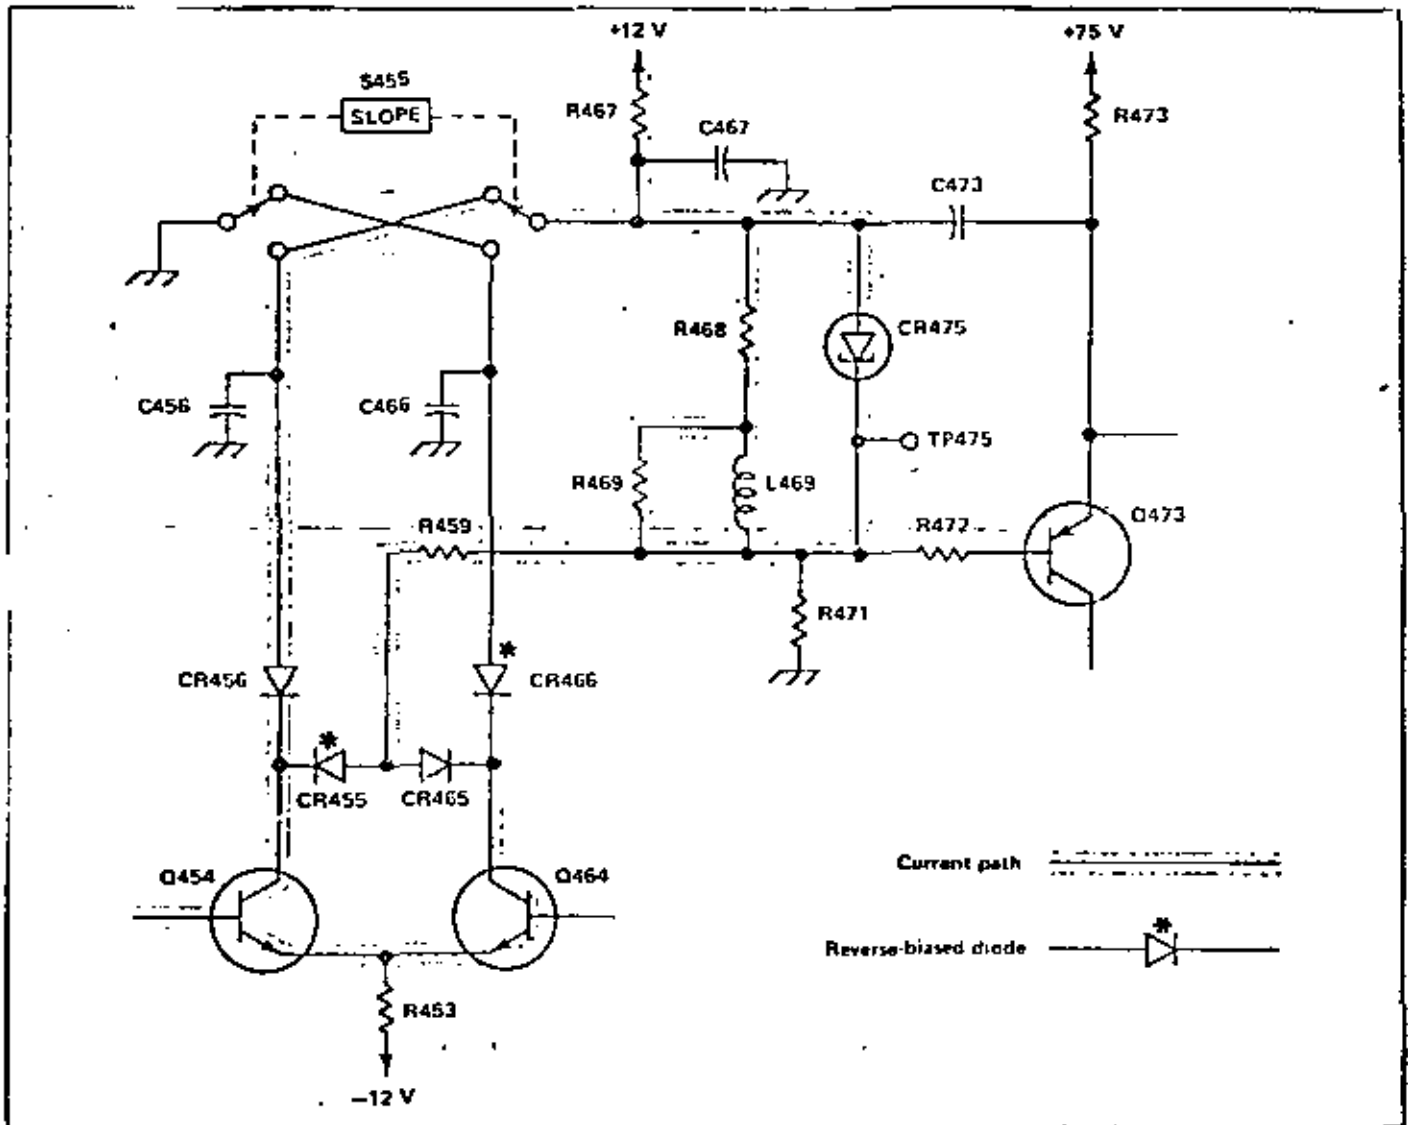 +12 V
+75 V
S455
SLOPE
R467
C467
R473
C473
R468
CR475
C456
C466
TP475
R469
L469
R459
R472
Q473
R471
CR456
*
CR466
*
CR455
CR465
Q454
Q464
Current path
*
Reverse-biased diode
R453
−12 V